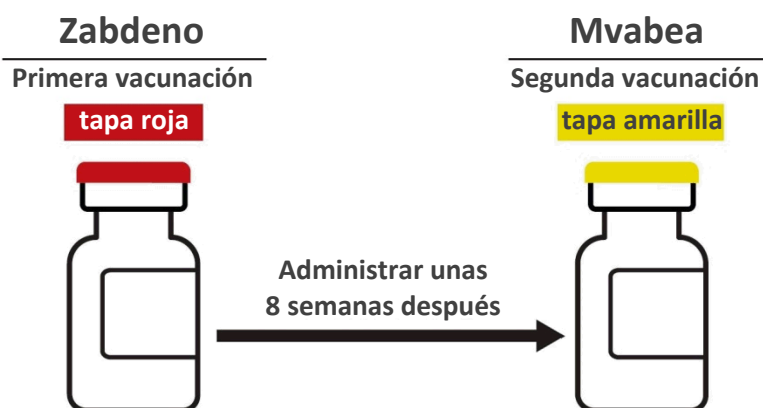 Zabdeno
Primera vacunación
tapa roja
Mvabea
Segunda vacunación
tapa amarilla
Administrar unas
8 semanas después